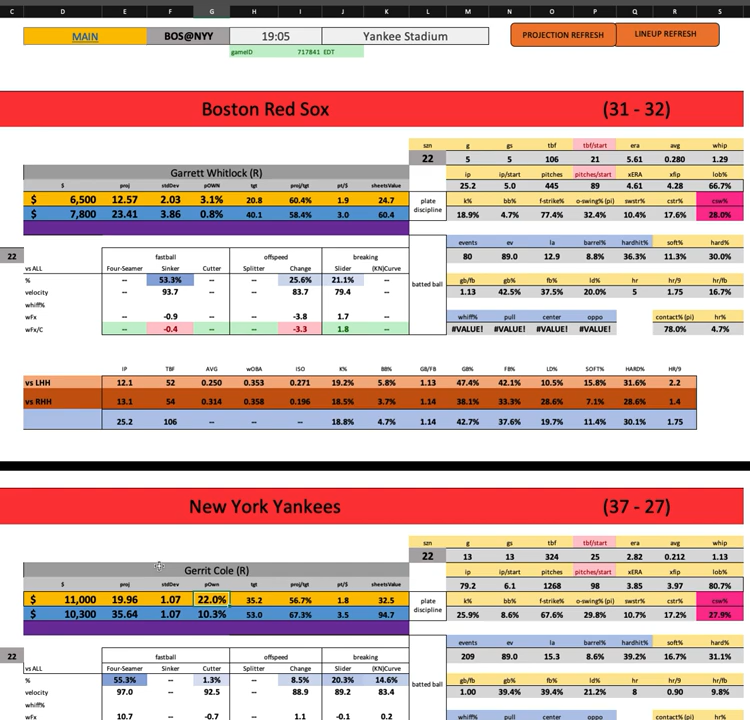 C D E F G H I J K L M N O P Q R S
MAIN BOS@NYY 19:05 Yankee Stadium PROJECTION REFRESH LINEUP REFRESH
gameID 717841 EDT
Boston Red Sox (31 - 32)
szn g gs tbf tbf/start era avg whip
22 5 5 106 21 5.61 0.280 1.29
Garrett Whitlock (R) ip ip/start pitches pitches/start xERA xfip lob%
$ proj stdDev pOWN tgt proj/tgt pt/$ sheetsValue 25.2 5.0 445 89 4.61 4.28 66.7%
$ 6,500 12.57 2.03 3.1% 20.8 60.4% 1.9 24.7 plate discipline k% bb% f-strike% o-swing% (pi) swstr% cstr% csw%
$ 7,800 23.41 3.86 0.8% 40.1 58.4% 3.0 60.4 18.9% 4.7% 77.4% 32.4% 10.4% 17.6% 28.0%
events ev la barrel% hardhit% soft% hard%
22 fastball offspeed breaking 80 89.0 12.9 8.8% 36.3% 11.3% 30.0%
vs ALL Four-Seamer Sinker Cutter Splitter Change Slider (KN)Curve
% -- 53.3% -- -- 25.6% 21.1% -- batted ball gb/fb gb% fb% ld% hr hr/9 hr/fb
velocity -- 93.7 -- -- 83.7 79.4 -- 1.13 42.5% 37.5% 20.0% 5 1.75 16.7%
whiff%
wFx -- -0.9 -- -- -3.8 1.7 -- whiff% pull center oppo contact% (pi) hr%
wFx/C -- -0.4 -- -- -3.3 1.8 -- #VALUE! #VALUE! #VALUE! #VALUE! 78.0% 4.7%
IP TBF AVG wOBA ISO K% BB% GB/FB GB% FB% LD% SOFT% HARD% HR/9
vs LHH 12.1 52 0.250 0.353 0.271 19.2% 5.8% 1.13 47.4% 42.1% 10.5% 15.8% 31.6% 2.2
vs RHH 13.1 54 0.314 0.358 0.196 18.5% 3.7% 1.14 38.1% 33.3% 28.6% 7.1% 28.6% 1.4
25.2 106 -- -- -- 18.8% 4.7% 1.14 42.7% 37.6% 19.7% 11.4% 30.1% 1.75
New York Yankees (37 - 27)
szn g gs tbf tbf/start era avg whip
22 13 13 324 25 2.82 0.212 1.13
Gerrit Cole (R) ip ip/start pitches pitches/start xERA xfip lob%
$ proj stdDev pOwn tgt proj/tgt pt/$ sheetsValue 79.2 6.1 1268 98 3.85 3.97 80.7%
$ 11,000 19.96 1.07 22.0% 35.2 56.7% 1.8 32.5 plate discipline k% bb% f-strike% o-swing% (pi) swstr% cstr% csw%
$ 10,300 35.64 1.07 10.3% 53.0 67.3% 3.5 94.7 25.9% 8.6% 67.6% 29.8% 10.7% 17.2% 27.9%
events ev la barrel% hardhit% soft% hard%
22 fastball offspeed breaking 209 89.0 15.3 8.6% 39.2% 16.7% 31.1%
vs ALL Four-Seamer Sinker Cutter Splitter Change Slider (KN)Curve
% 55.3% -- 1.3% -- 8.5% 20.3% 14.6% batted ball gb/fb gb% fb% ld% hr hr/9 hr/fb
velocity 97.0 -- 92.5 -- 88.9 89.2 83.4 1.00 39.4% 39.4% 21.2% 8 0.90 9.8%
whiff%
wFx 10.7 -- -0.7 -- 1.1 -0.1 0.2 whiff% pull center oppo contact% (pi) hr%